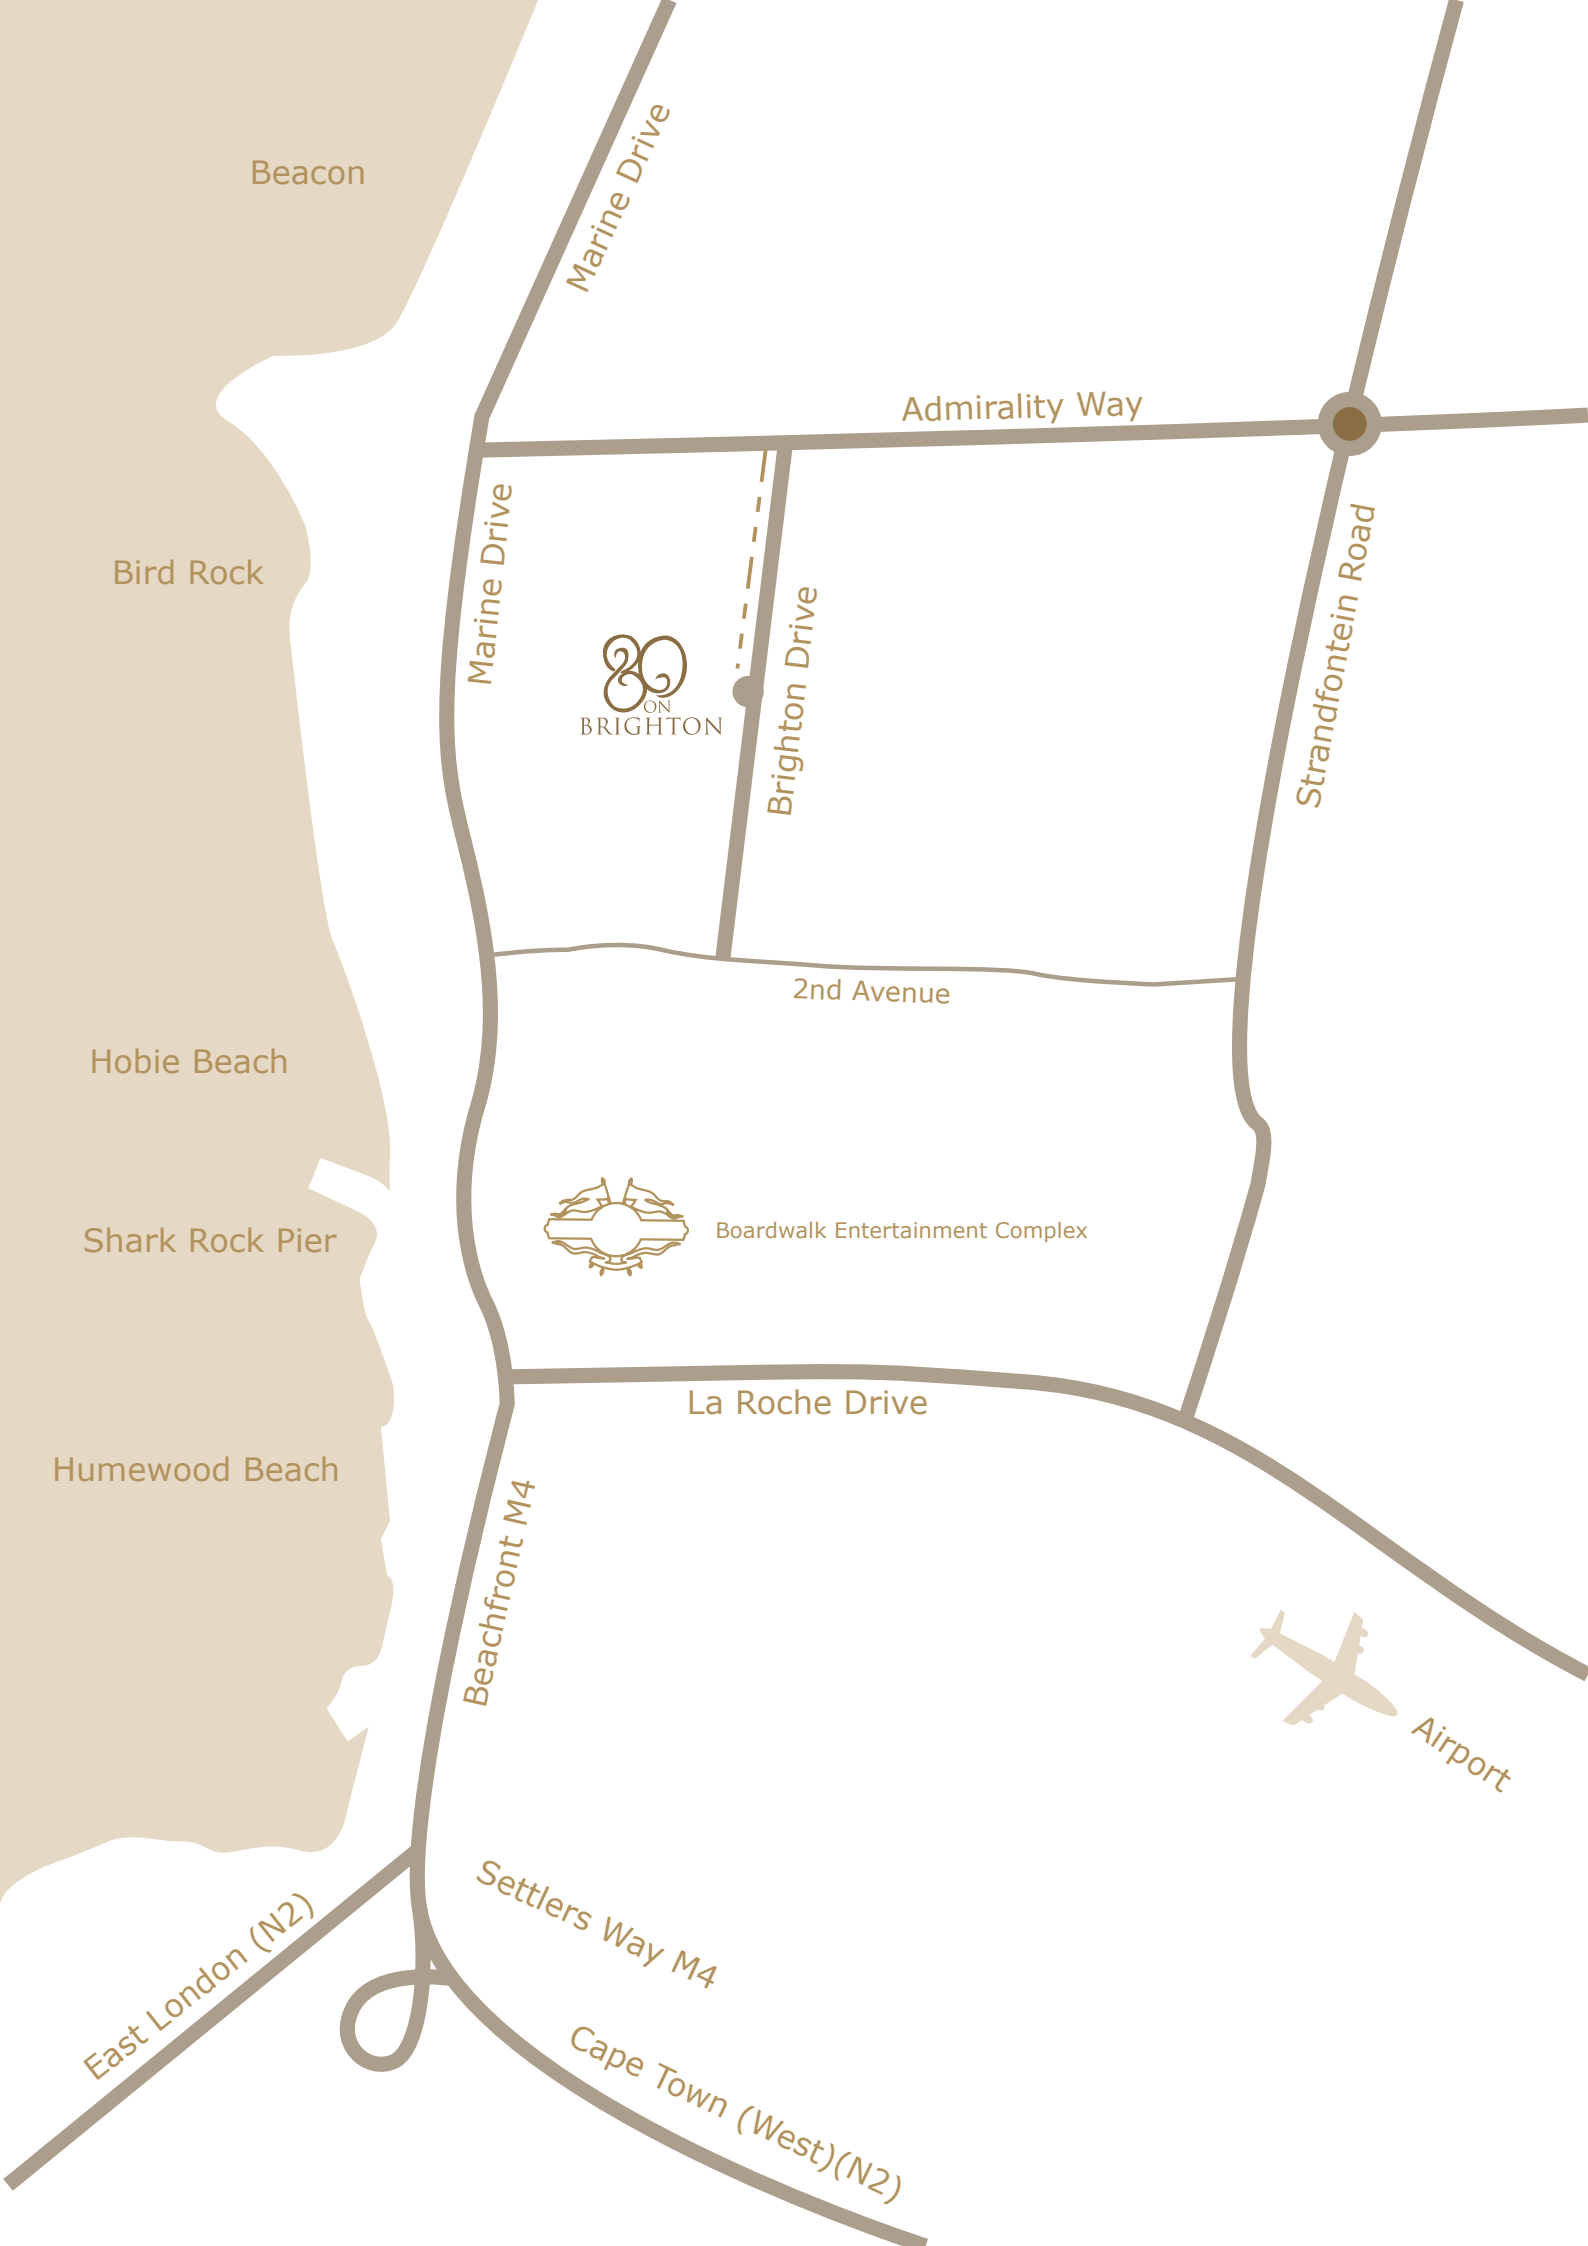 Marine Drive
Beacon
Admirality Way
Marine Drive
Strandfontein Road
Bird Rock
Brighton Drive
80
ON
BRIGHTON
2nd Avenue
Hobie Beach
Shark Rock Pier
Boardwalk Entertainment Complex
La Roche Drive
Humewood Beach
Beachfront M4
Airport
Settlers Way M4
East London (N2)
Cape Town (West)(N2)